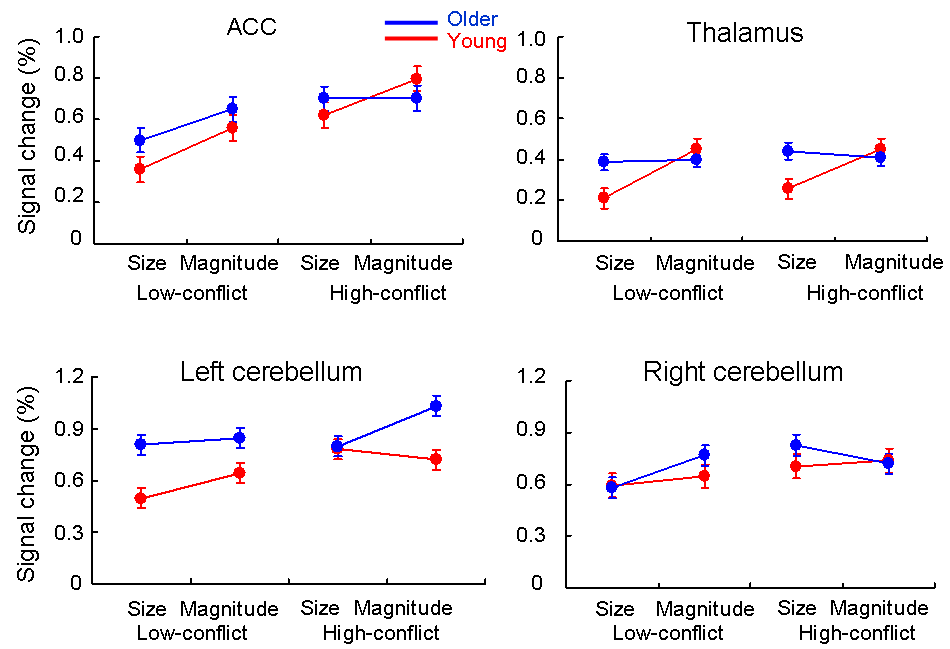 ACC
Older
Young
Signal change (%)
1.0
0.8
0.6
0.4
0.2
0
Size Magnitude Size Magnitude
Low-conflict High-conflict
Thalamus
1.0
0.8
0.6
0.4
0.2
0
Size Magnitude Size Magnitude
Low-conflict High-conflict
Left cerebellum
Signal change (%)
1.2
0.9
0.6
0.3
0
Size Magnitude Size Magnitude
Low-conflict High-conflict
Right cerebellum
1.2
0.9
0.6
0.3
0
Size Magnitude Size Magnitude
Low-conflict High-conflict